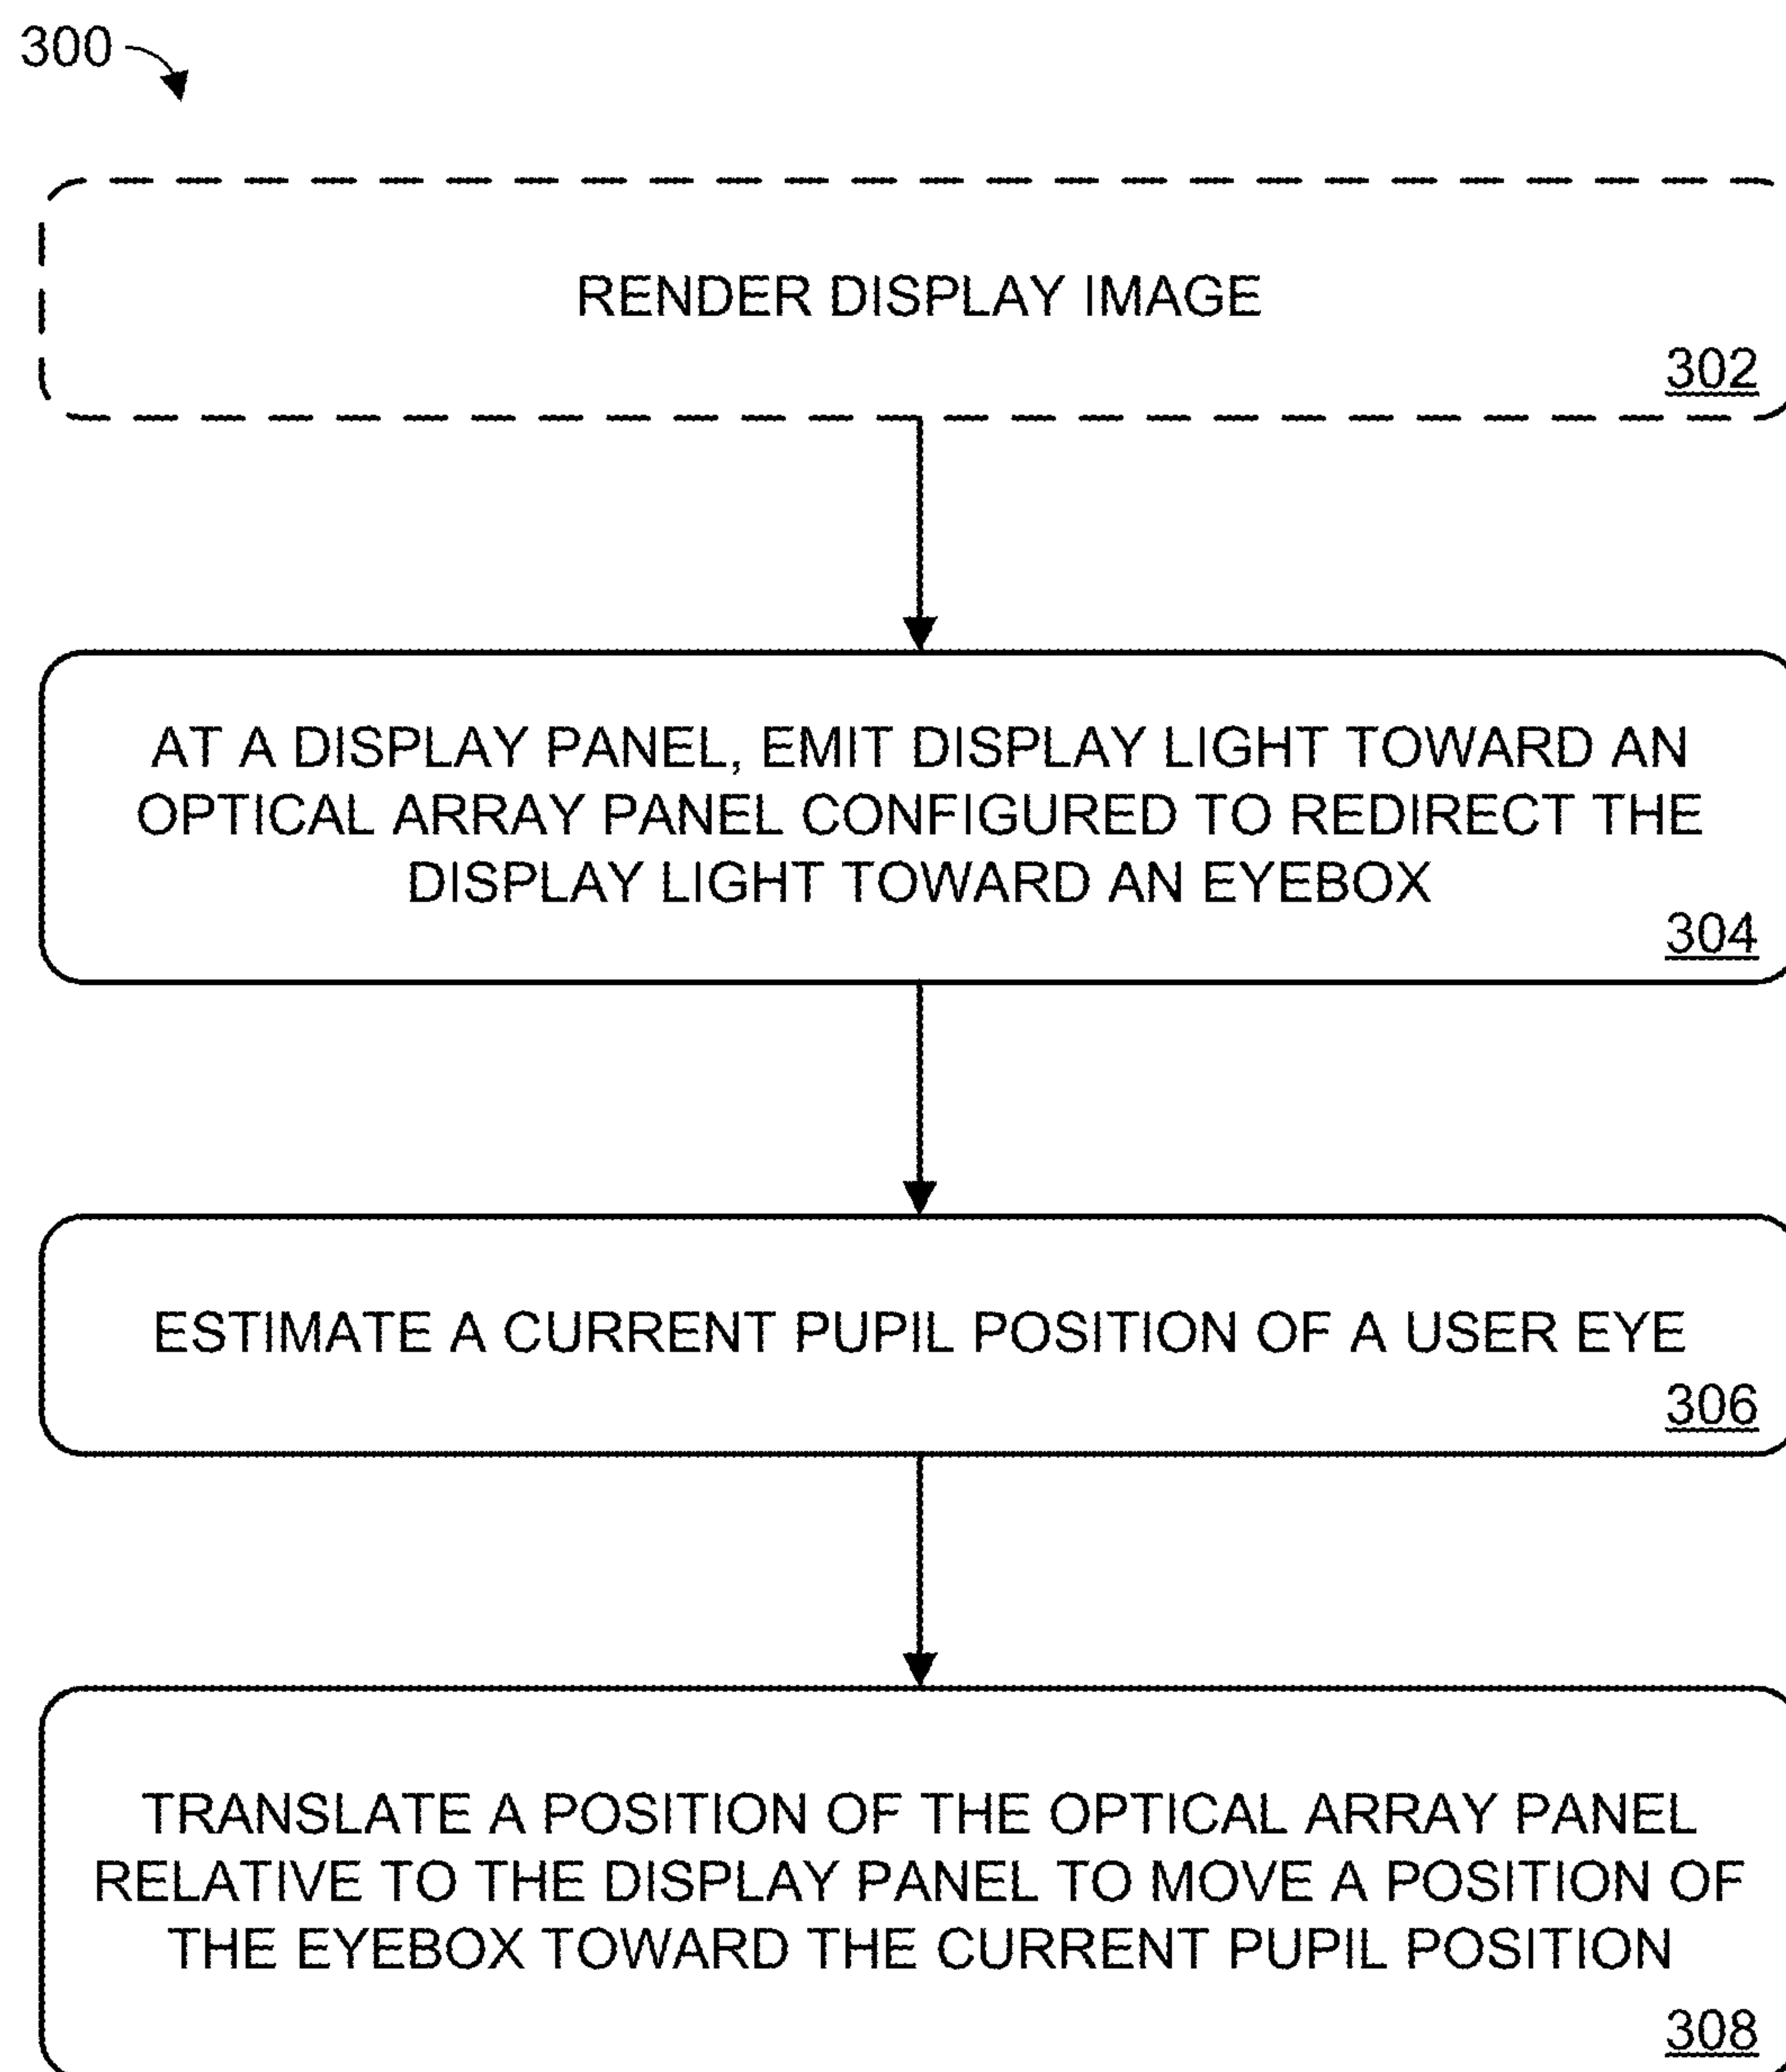 300
RENDER DISPLAY IMAGE
302
AT A DISPLAY PANEL, EMIT DISPLAY LIGHT TOWARD AN
OPTICAL ARRAY PANEL CONFIGURED TO REDIRECT THE
DISPLAY LIGHT TOWARD AN EYEBOX
304
ESTIMATE A CURRENT PUPIL POSITION OF A USER EYE
306
TRANSLATE A POSITION OF THE OPTICAL ARRAY PANEL
RELATIVE TO THE DISPLAY PANEL TO MOVE A POSITION OF
THE EYEBOX TOWARD THE CURRENT PUPIL POSITION
308